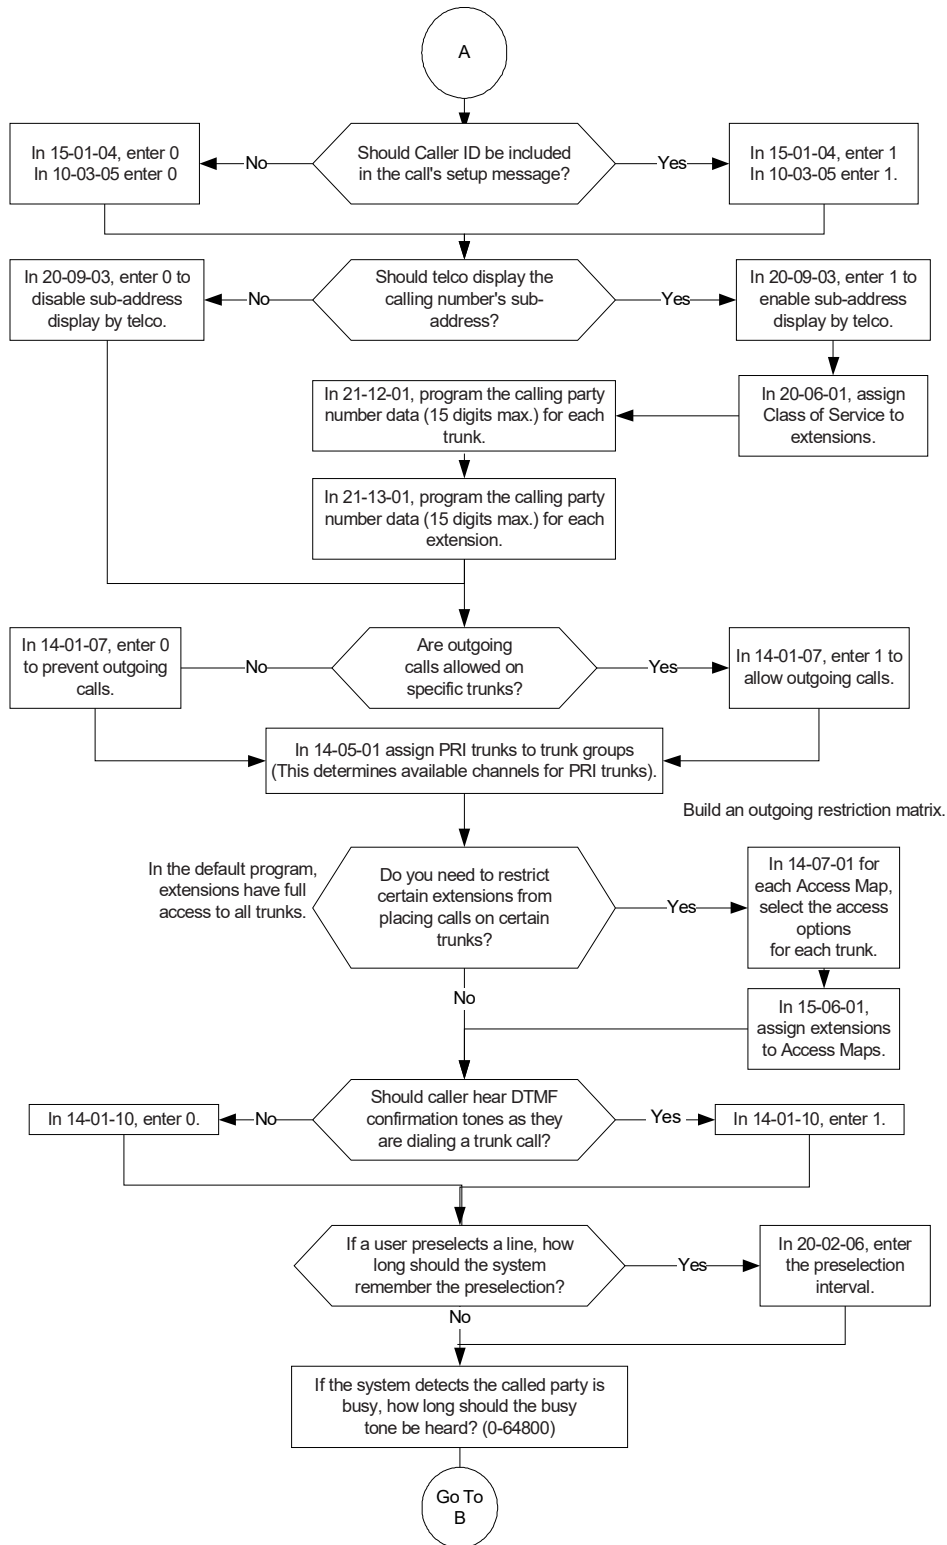 A
Should Caller ID be included
in the call's setup message?
No
Yes
In 15-01-04, enter 0
In 10-03-05 enter 0
In 15-01-04, enter 1
In 10-03-05 enter 1.
Should telco display the
calling number's sub-
address?
No
Yes
In 20-09-03, enter 0 to
disable sub-address
display by telco.
In 20-09-03, enter 1 to
enable sub-address
display by telco.
In 20-06-01, assign
Class of Service to
extensions.
In 21-12-01, program the calling party
number data (15 digits max.) for each
trunk.
In 21-13-01, program the calling party
number data (15 digits max.) for each
extension.
Are outgoing
calls allowed on
specific trunks?
No
Yes
In 14-01-07, enter 0
to prevent outgoing
calls.
In 14-01-07, enter 1 to
allow outgoing calls.
In 14-05-01 assign PRI trunks to trunk groups
(This determines available channels for PRI trunks).
Build an outgoing restriction matrix.
In the default program,
extensions have full
access to all trunks.
Do you need to restrict
certain extensions from
placing calls on certain
trunks?
Yes
No
In 14-07-01 for
each Access Map,
select the access
options
for each trunk.
In 15-06-01,
assign extensions
to Access Maps.
Should caller hear DTMF
confirmation tones as they
are dialing a trunk call?
No
Yes
In 14-01-10, enter 0.
In 14-01-10, enter 1.
If a user preselects a line, how
long should the system
remember the preselection?
Yes
No
In 20-02-06, enter
the preselection
interval.
If the system detects the called party is
busy, how long should the busy
tone be heard? (0-64800)
Go To
B